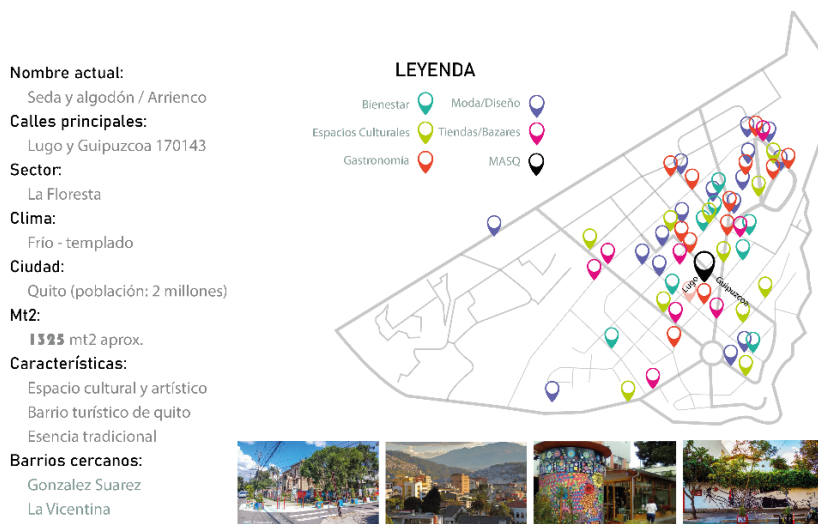 Nombre actual:
Seda y algodón / Arrienco
Calles principales:
Lugo y Guipuzcoa 170143
Sector:
La Floresta
Clima:
Frío - templado
Ciudad:
Quito (población: 2 millones)
Mt2:
1325 mt2 aprox.
Características:
Espacio cultural y artístico
Barrio turístico de quito
Esencia tradicional
Barrios cercanos:
Gonzalez Suarez
La Vicentina
LEYENDA
Bienestar
Moda/Diseño
Espacios Culturales
Tiendas/Bazares
Gastronomía
MASQ
Lugo
Guipuzcoa